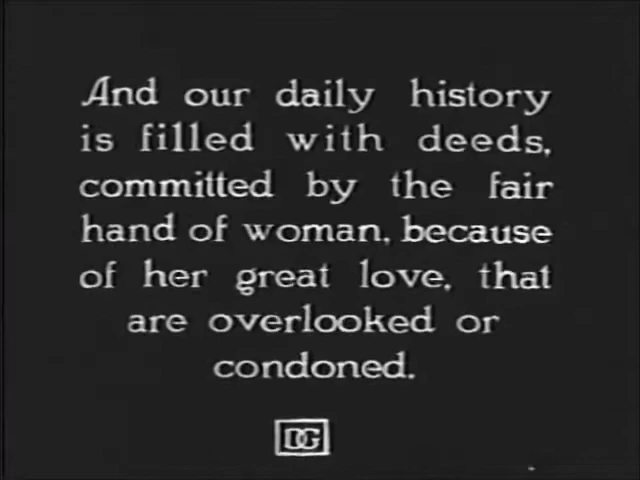 And our daily history
is filled with deeds,
committed by the fair
hand of woman, because
of her great love, that
are overlooked or
condoned.
DG